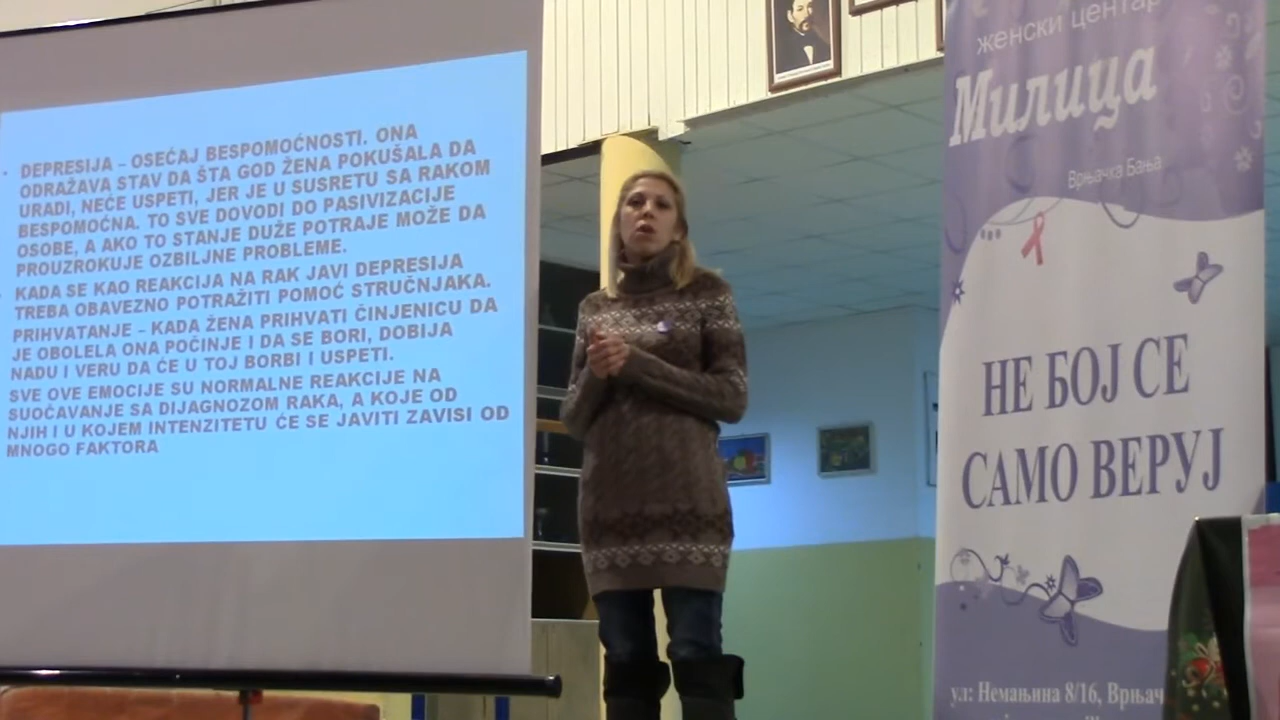 DEPRESIJA – OSEĆAJ BESPOMOĆNOSTI. ONA
ODRAŽAVA STAV DA ŠTA GOD ŽENA POKUŠALA DA
URADI, NEĆE USPETI, JER JE U SUSRETU SA RAKOM
BESPOMOĆNA. TO SVE DOVODI DO PASIVIZACIJE
OSOBE, A AKO TO STANJE DUŽE POTRAJE MOŽE DA
PROUZROKUJE OZBILJNE PROBLEME.
KADA SE KAO REAKCIJA NA RAK JAVI DEPRESIJA
TREBA OBAVEZNO POTRAŽITI POMOĆ STRUČNJAKA.
PRIHVATANJE – KADA ŽENA PRIHVATI ČINJENICU DA
JE OBOLELA ONA POČINJE I DA SE BORI, DOBIJA
NADU I VERU DA ĆE U TOJ BORBI I USPETI.
SVE OVE EMOCIJE SU NORMALNE REAKCIJE NA
SUOČAVANJE SA DIJAGNOZOM RAKA, A KOJE OD
NJIH I U KOJEM INTENZITETU ĆE SE JAVITI ZAVISI OD
MNOGO FAKTORA
женски центар
Милица
Врњачка Бања
НЕ БОЈ СЕ
САМО ВЕРУЈ
ул: Немањина 8/16, Врњач